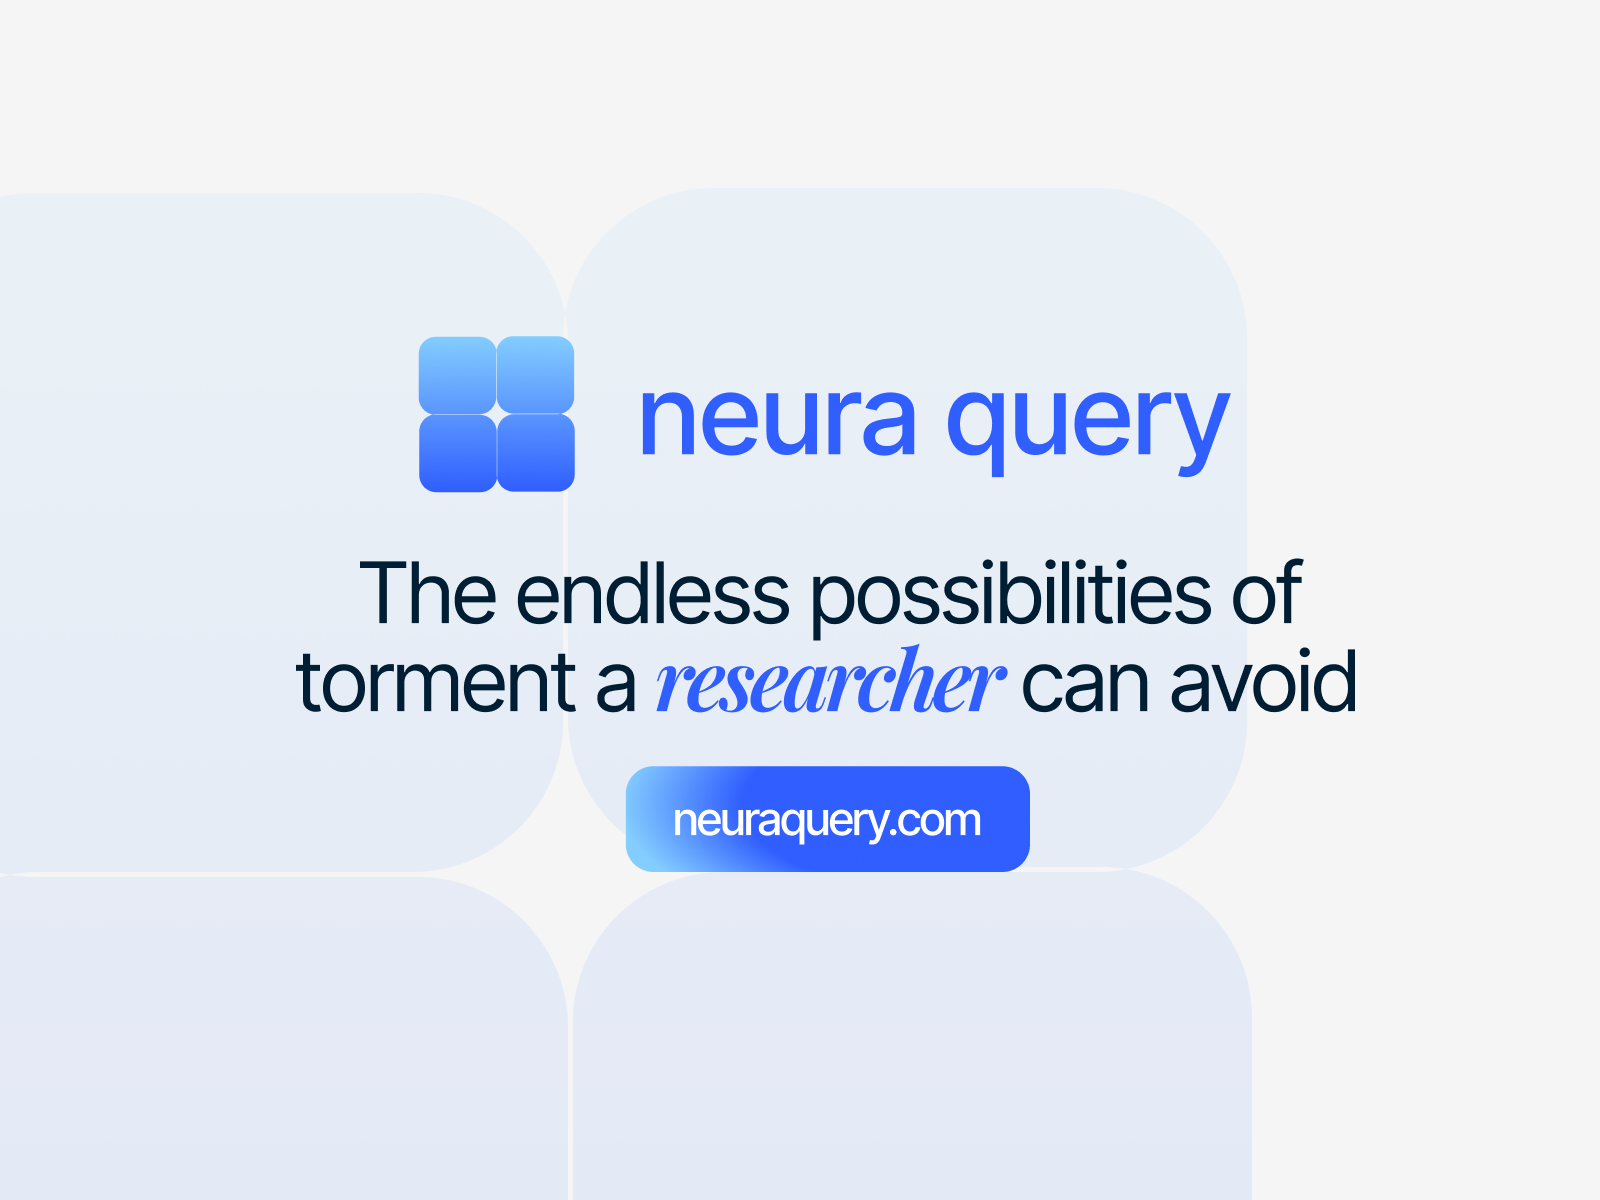 neura query
The endless possibilities of
torment a researcher can avoid
neuraquery.com